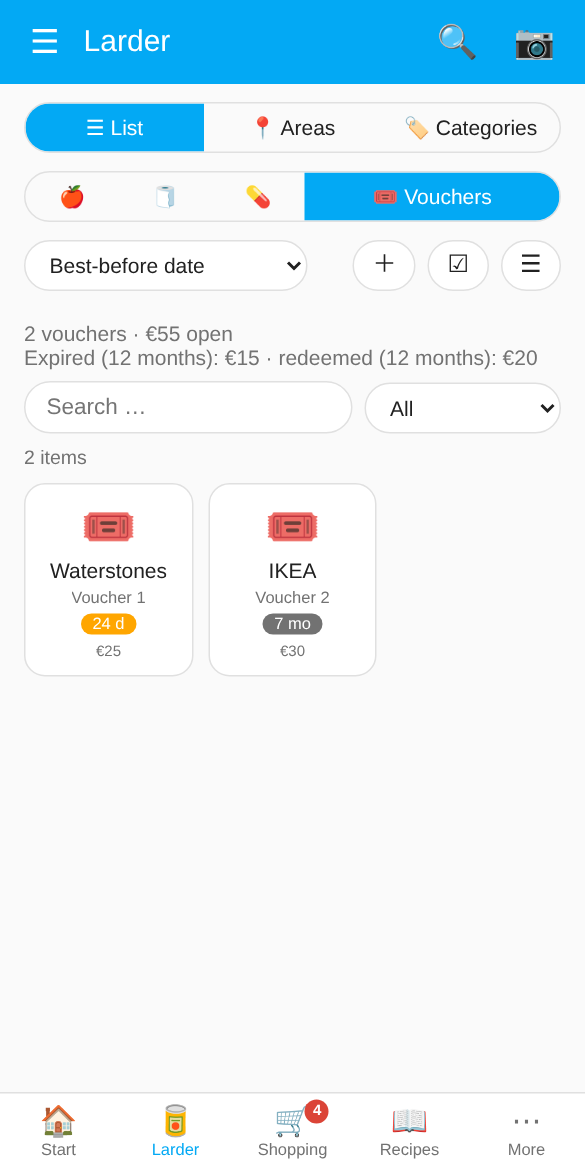 Larder
List
Areas
Categories
Vouchers
Best-before date
2 vouchers · €55 open
Expired (12 months): €15 · redeemed (12 months): €20
Search …
All
2 items
Waterstones
Voucher 1
24 d
€25
IKEA
Voucher 2
7 mo
€30
4
Start
Larder
Shopping
Recipes
More